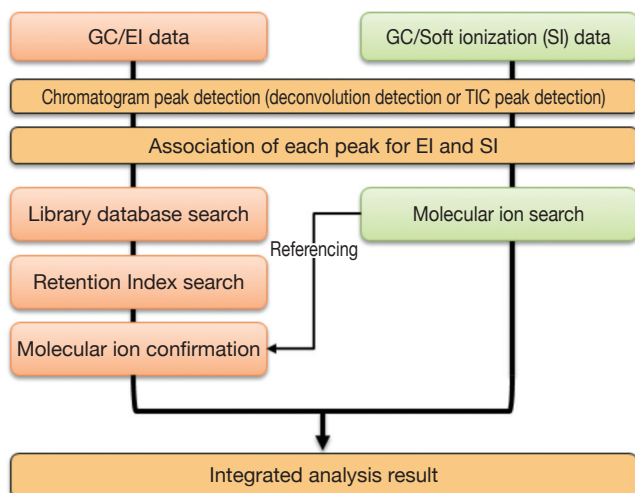 GC/EI data
GC/Soft ionization (SI) data
Chromatogram peak detection (deconvolution detection or TIC peak detection)
Association of each peak for EI and SI
Library database search
Molecular ion search
Referencing
Retention Index search
Molecular ion confirmation
Integrated analysis result